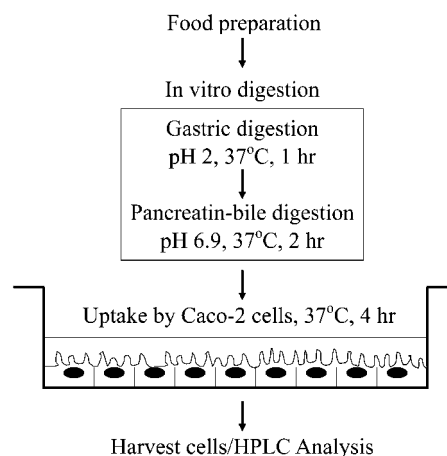 Food preparation
In vitro digestion
Gastric digestion
pH 2, 37°C, 1 hr
Pancreatin-bile digestion
pH 6.9, 37°C, 2 hr
Uptake by Caco-2 cells, 37°C, 4 hr
Harvest cells/HPLC Analysis